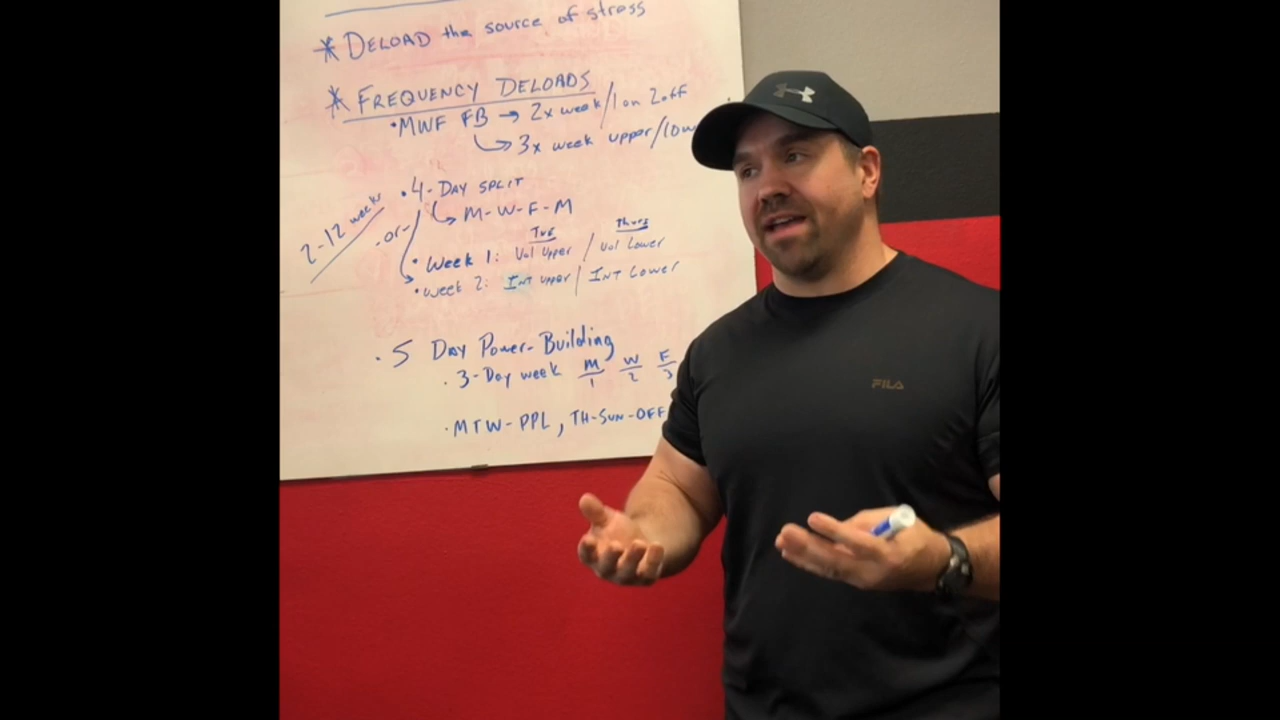 * DELOAD the source of stress
* FREQUENCY DELOADS
• MWF FB → 2x week/1 on 2 off
↳ 3x week upper/low
2-12 week
• 4-DAY SPLIT
↳ M-W-F-M
-or-
Tue Thurs
• Week 1: Vol Upper / Vol Lower
• Week 2: INT upper / INT Lower
• 5 Day Power-Building
• 3-Day week M W F
1 2 3
• MTW-PPL, TH-SUN-OFF
FILA